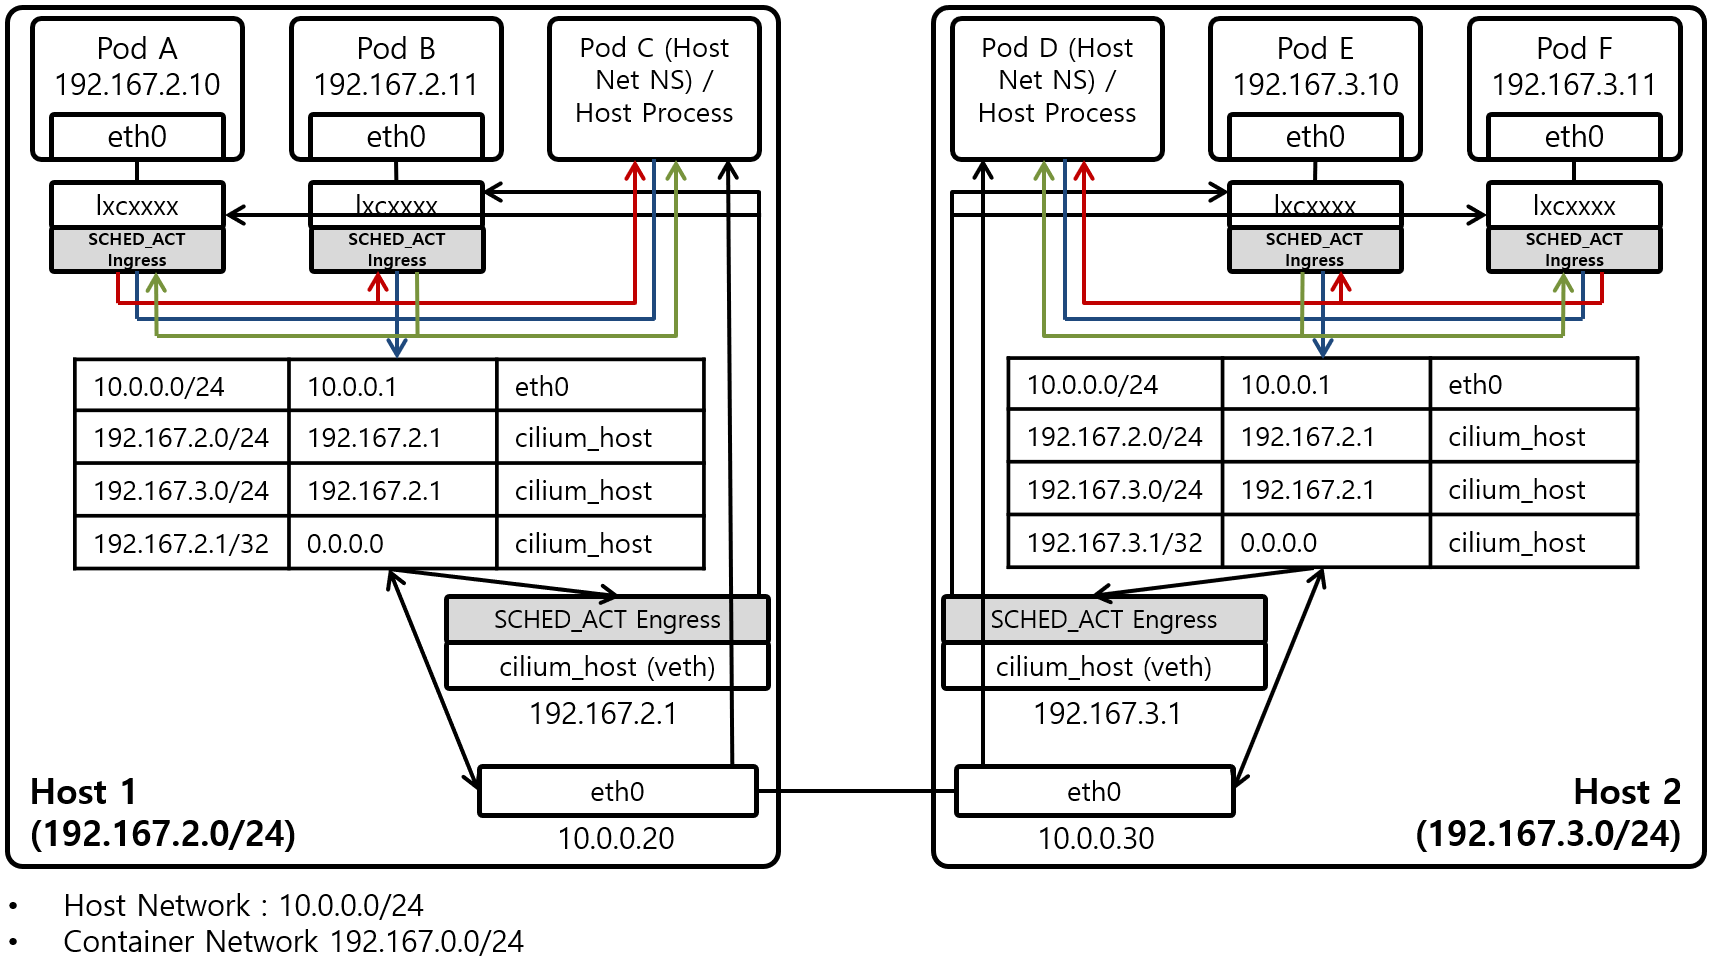 Pod A
192.167.2.10
eth0
lxcxxxx
SCHED_ACT
Ingress
Pod B
192.167.2.11
eth0
lxcxxxx
SCHED_ACT
Ingress
Pod C (Host
Net NS) /
Host Process
10.0.0.0/24 10.0.0.1 eth0
192.167.2.0/24 192.167.2.1 cilium_host
192.167.3.0/24 192.167.2.1 cilium_host
192.167.2.1/32 0.0.0.0 cilium_host
SCHED_ACT Engress
cilium_host (veth)
192.167.2.1
eth0
10.0.0.20
Host 1
(192.167.2.0/24)
Pod D (Host
Net NS) /
Host Process
Pod E
192.167.3.10
eth0
lxcxxxx
SCHED_ACT
Ingress
Pod F
192.167.3.11
eth0
lxcxxxx
SCHED_ACT
Ingress
10.0.0.0/24 10.0.0.1 eth0
192.167.2.0/24 192.167.2.1 cilium_host
192.167.3.0/24 192.167.2.1 cilium_host
192.167.3.1/32 0.0.0.0 cilium_host
SCHED_ACT Engress
cilium_host (veth)
192.167.3.1
eth0
10.0.0.30
Host 2
(192.167.3.0/24)
• Host Network : 10.0.0.0/24
• Container Network 192.167.0.0/24